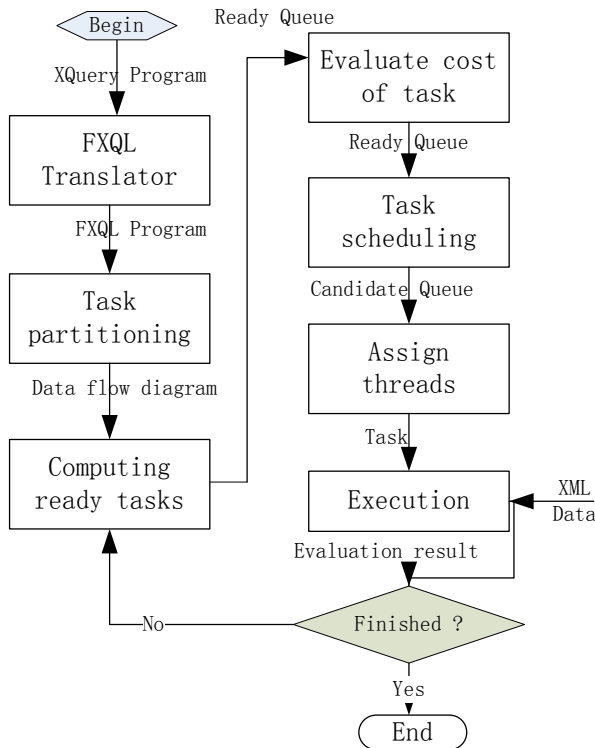 Begin
XQuery Program
FXQL
Translator
FXQL Program
Task
partitioning
Data flow diagram
Computing
ready tasks
Ready Queue
Evaluate cost
of task
Ready Queue
Task
scheduling
Candidate Queue
Assign
threads
Task
Execution
XML
Data
Evaluation result
Finished ?
No
Yes
End